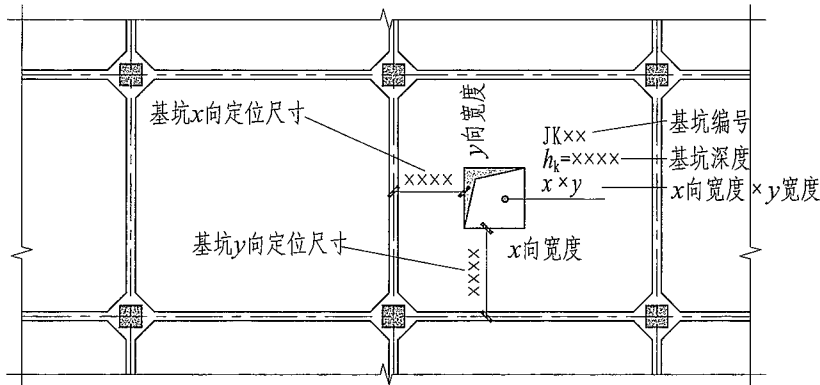 基坑x向定位尺寸
y向宽度
JK××
基坑编号
hk=××××
基坑深度
x×y
x向宽度×y宽度
××××
基坑y向定位尺寸
x向宽度
××××